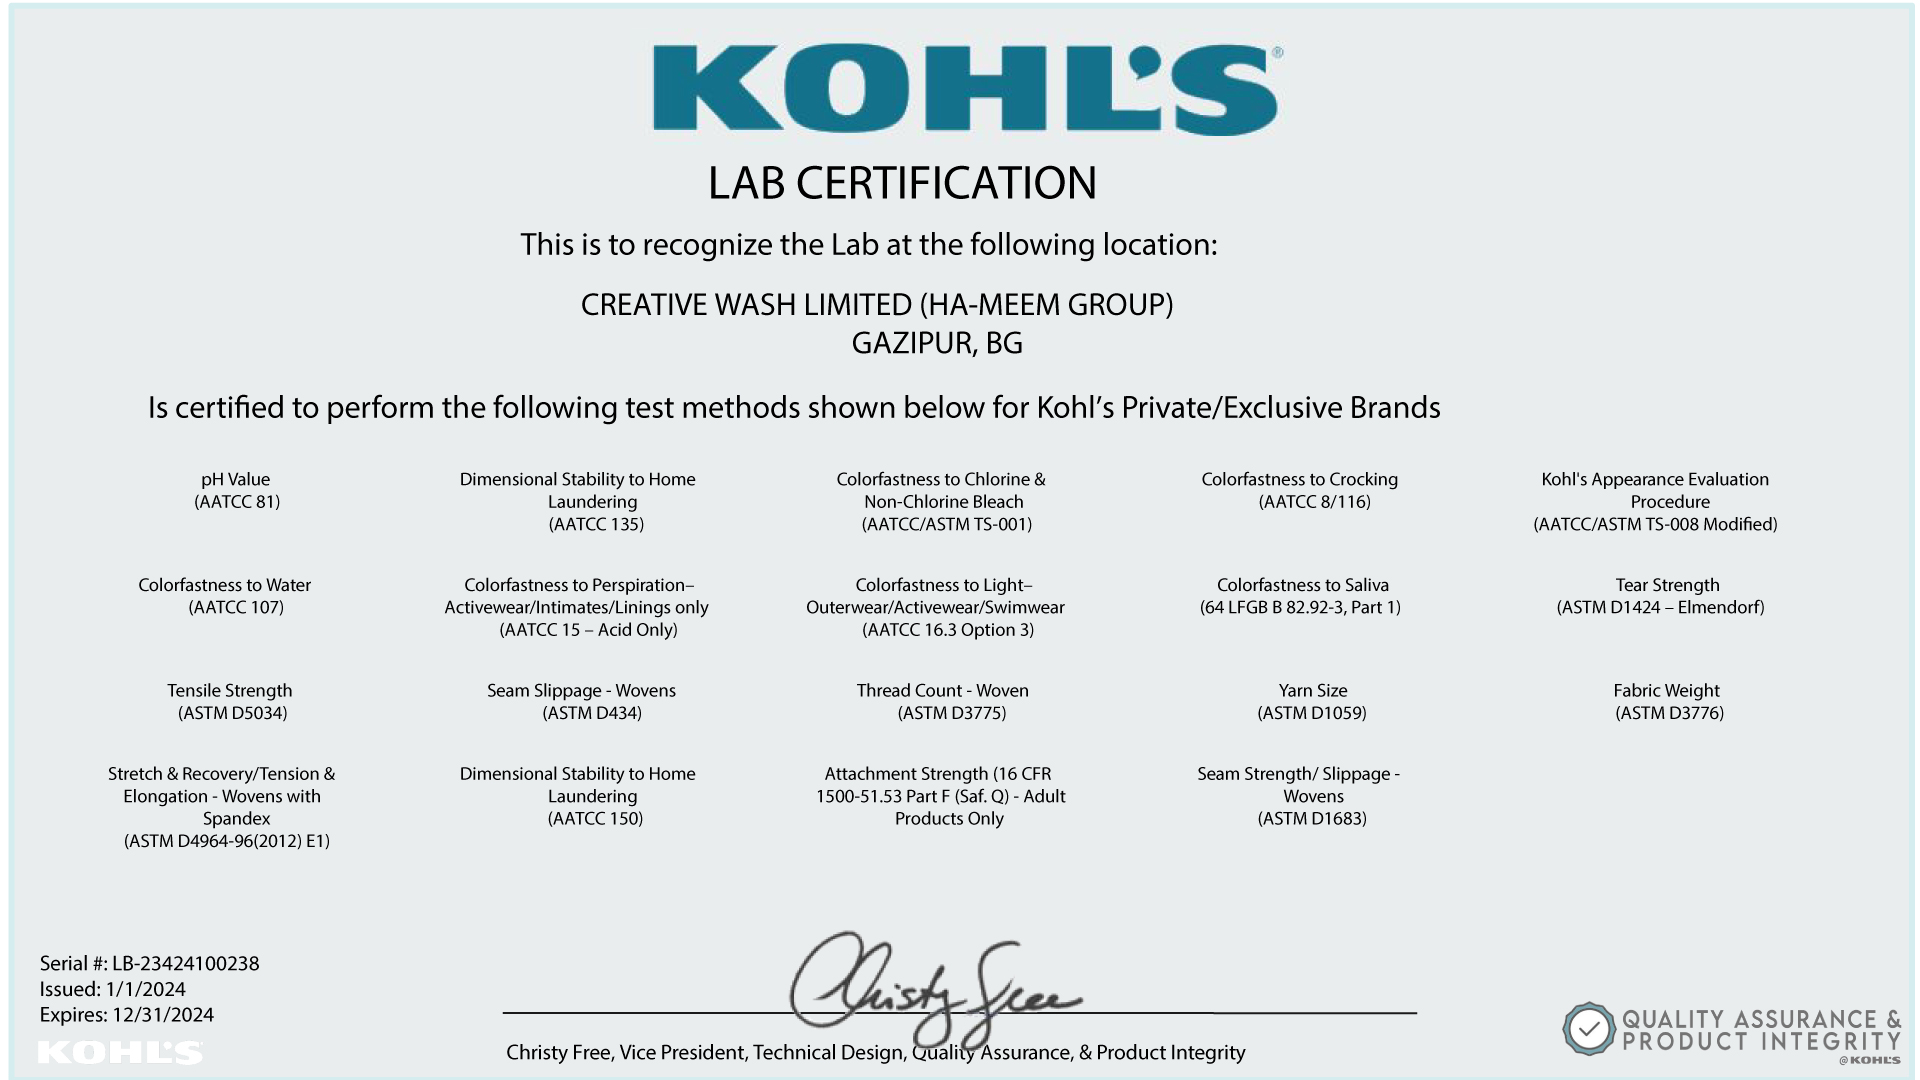 KOHL'S®
LAB CERTIFICATION
This is to recognize the Lab at the following location:
CREATIVE WASH LIMITED (HA-MEEM GROUP)
GAZIPUR, BG
Is certified to perform the following test methods shown below for Kohl’s Private/Exclusive Brands
pH Value
(AATCC 81)
Dimensional Stability to Home
Laundering
(AATCC 135)
Colorfastness to Chlorine &
Non-Chlorine Bleach
(AATCC/ASTM TS-001)
Colorfastness to Crocking
(AATCC 8/116)
Kohl's Appearance Evaluation
Procedure
(AATCC/ASTM TS-008 Modified)
Colorfastness to Water
(AATCC 107)
Colorfastness to Perspiration–
Activewear/Intimates/Linings only
(AATCC 15 – Acid Only)
Colorfastness to Light–
Outerwear/Activewear/Swimwear
(AATCC 16.3 Option 3)
Colorfastness to Saliva
(64 LFGB B 82.92-3, Part 1)
Tear Strength
(ASTM D1424 – Elmendorf)
Tensile Strength
(ASTM D5034)
Seam Slippage - Wovens
(ASTM D434)
Thread Count - Woven
(ASTM D3775)
Yarn Size
(ASTM D1059)
Fabric Weight
(ASTM D3776)
Stretch & Recovery/Tension &
Elongation - Wovens with
Spandex
(ASTM D4964-96(2012) E1)
Dimensional Stability to Home
Laundering
(AATCC 150)
Attachment Strength (16 CFR
1500-51.53 Part F (Saf. Q) - Adult
Products Only
Seam Strength/ Slippage -
Wovens
(ASTM D1683)
Serial #: LB-23424100238
Issued: 1/1/2024
Expires: 12/31/2024
KOHL'S
Christy Free
Christy Free, Vice President, Technical Design, Quality Assurance, & Product Integrity
QUALITY ASSURANCE &
PRODUCT INTEGRITY
@KOHL'S